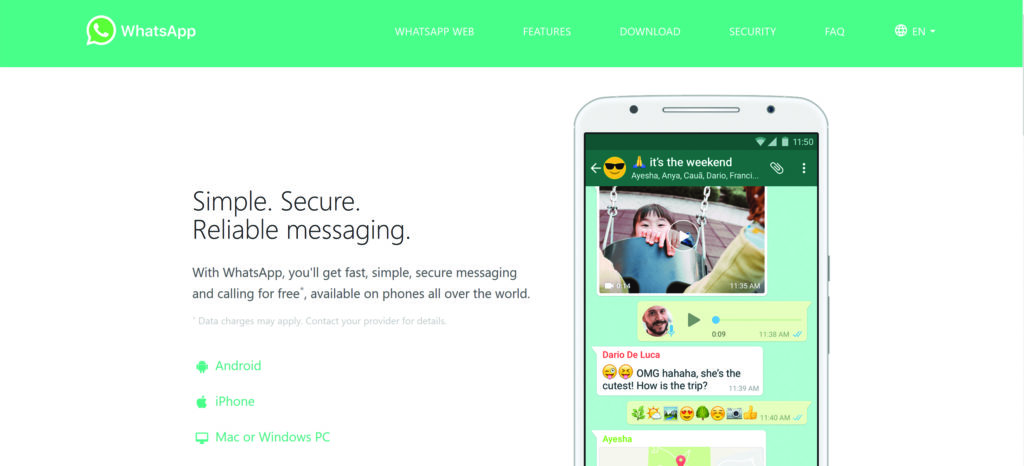 WhatsApp
WHATSAPP WEB FEATURES DOWNLOAD SECURITY FAQ EN
Simple. Secure.
Reliable messaging.
With WhatsApp, you'll get fast, simple, secure messaging
and calling for free*, available on phones all over the world.
* Data charges may apply. Contact your provider for details.
Android
iPhone
Mac or Windows PC
11:50
🙏 it's the weekend
Ayesha, Anya, Cauã, Dario, Franci...
0:14 11:35 AM
0:09 11:38 AM
Dario De Luca
😜😝 OMG hahaha, she's the
cutest! How is the trip?
11:39 AM
🌿🌤️🏞️😍🌳☺️📷👍 11:40 AM
Ayesha